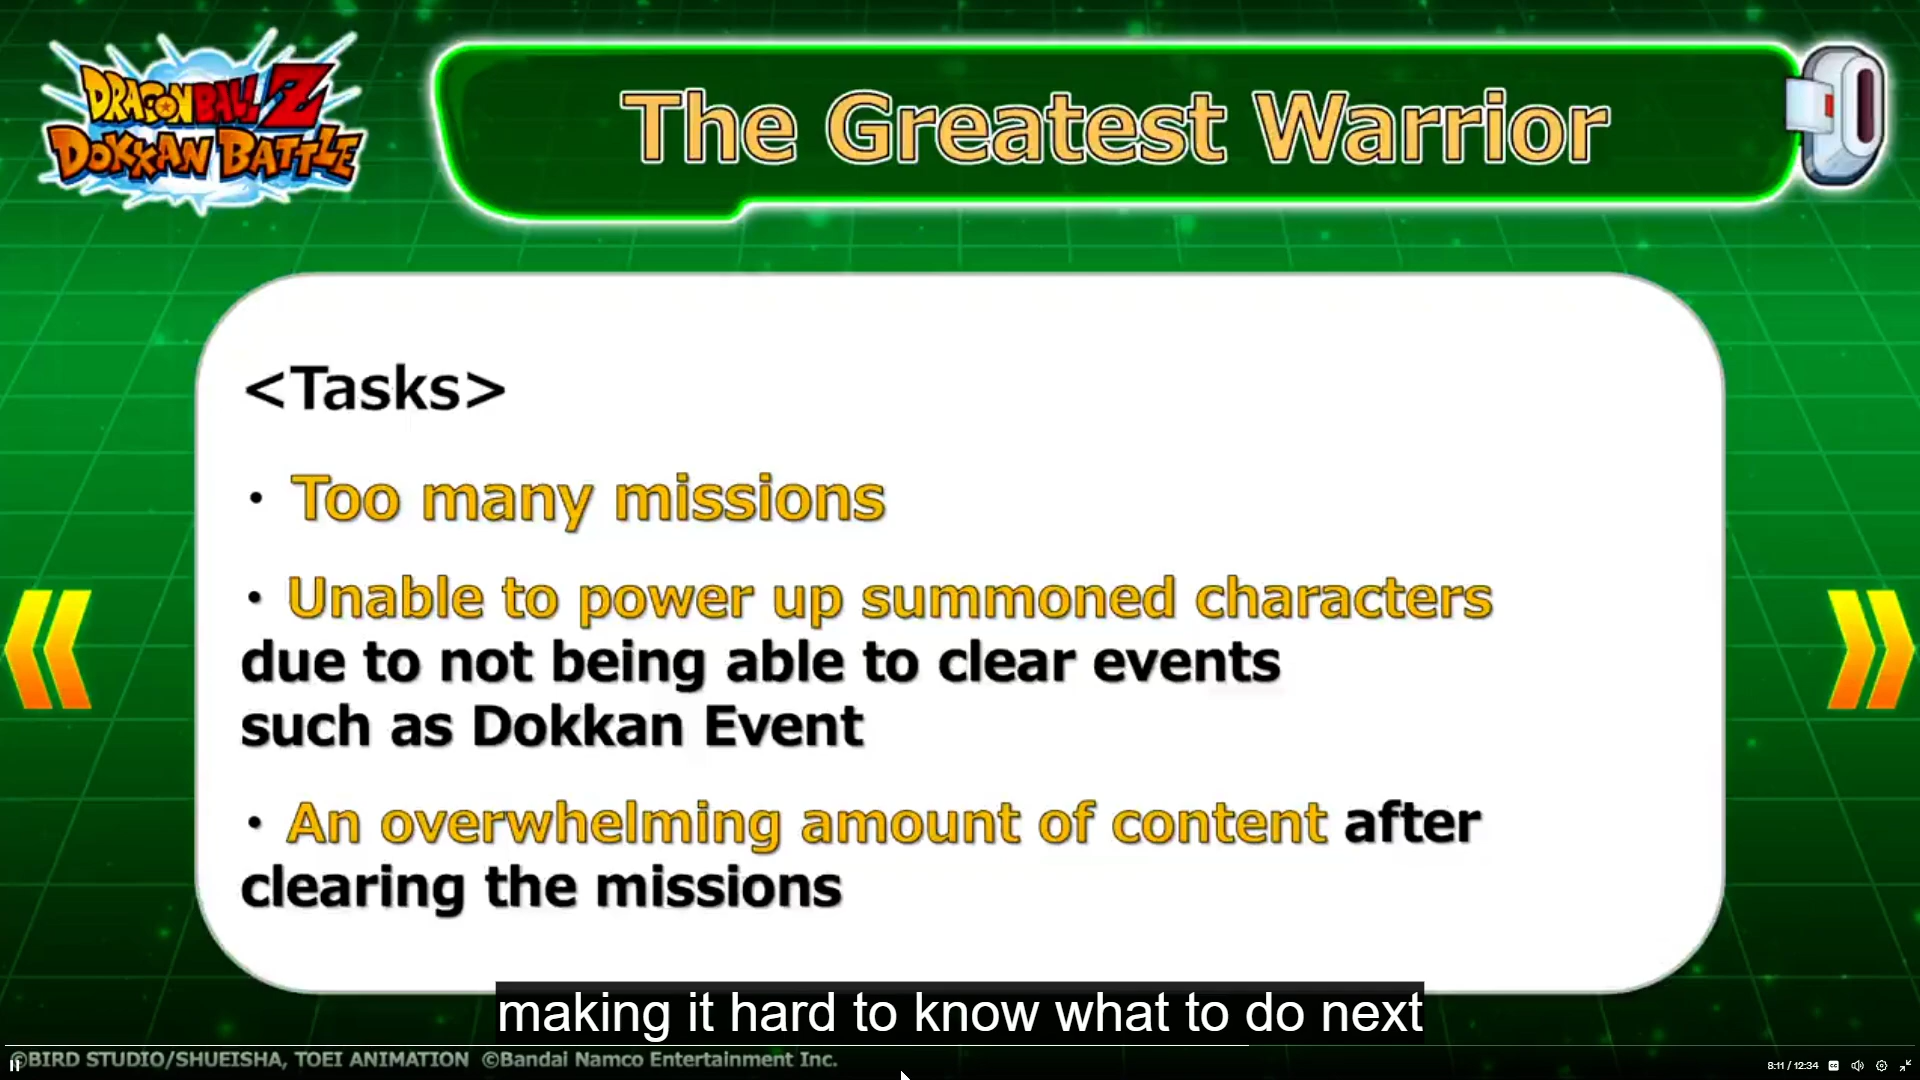 DRAGONBALL Z
DOKKAN BATTLE
The Greatest Warrior
<Tasks>
・Too many missions
・Unable to power up summoned characters
due to not being able to clear events
such as Dokkan Event
・An overwhelming amount of content after
clearing the missions
making it hard to know what to do next
©BIRD STUDIO/SHUEISHA, TOEI ANIMATION ©Bandai Namco Entertainment Inc.
8:11 / 12:34